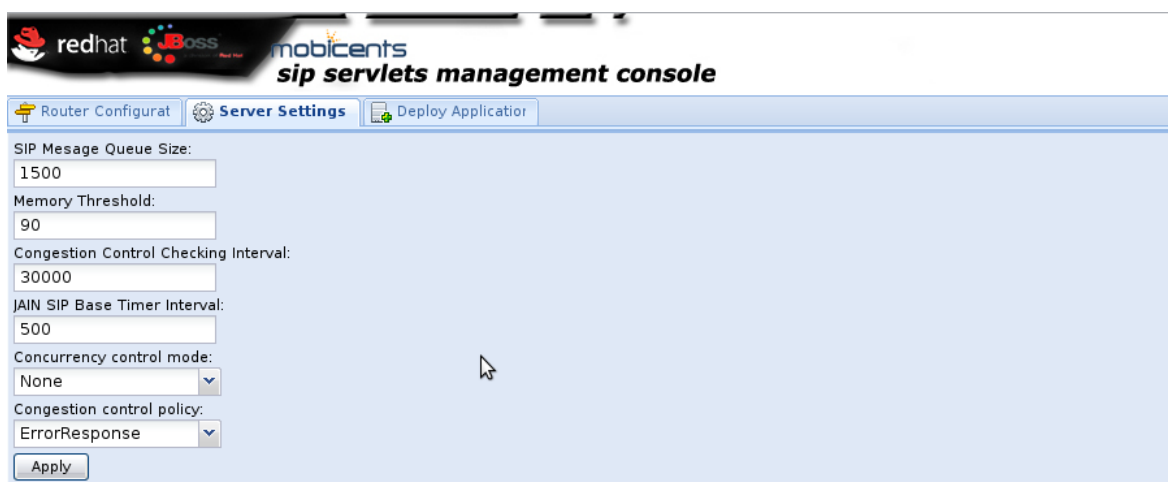 redhat JBoss mobicents
sip servlets management console
Router Configurat Server Settings Deploy Application
SIP Mesage Queue Size:
1500
Memory Threshold:
90
Congestion Control Checking Interval:
30000
JAIN SIP Base Timer Interval:
500
Concurrency control mode:
None
Congestion control policy:
ErrorResponse
Apply